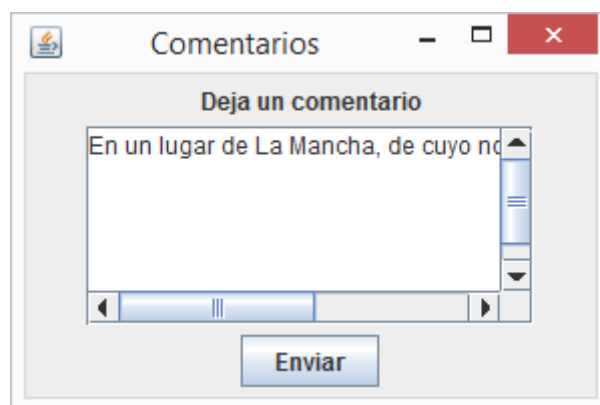 Comentarios
Deja un comentario
En un lugar de La Mancha, de cuyo
Enviar